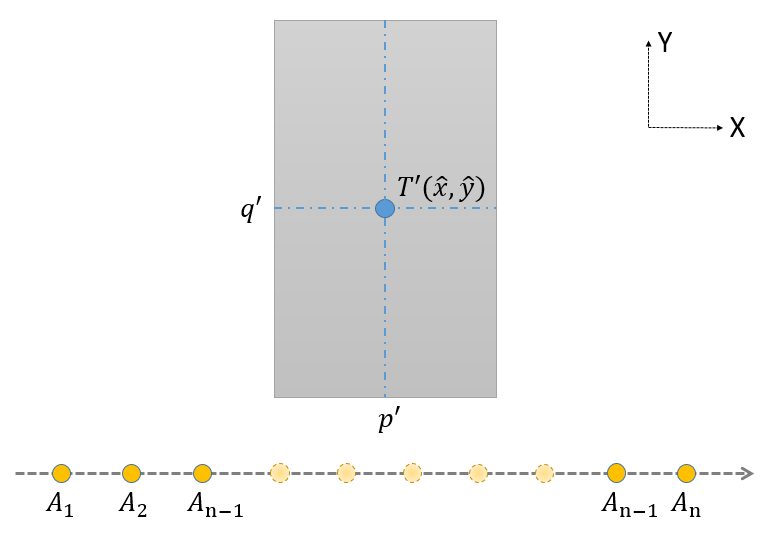 Y
X
T′(x̂, ŷ)
q′
p′
A₁ A₂ Aₙ₋₁ Aₙ₋₁ Aₙ